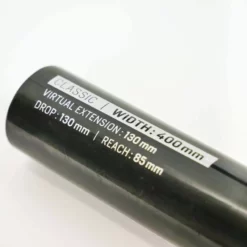 CLASSIC | WIDTH: 400mm
VIRTUAL EXTENSION: 130mm
DROP: 130mm | REACH: 85mm